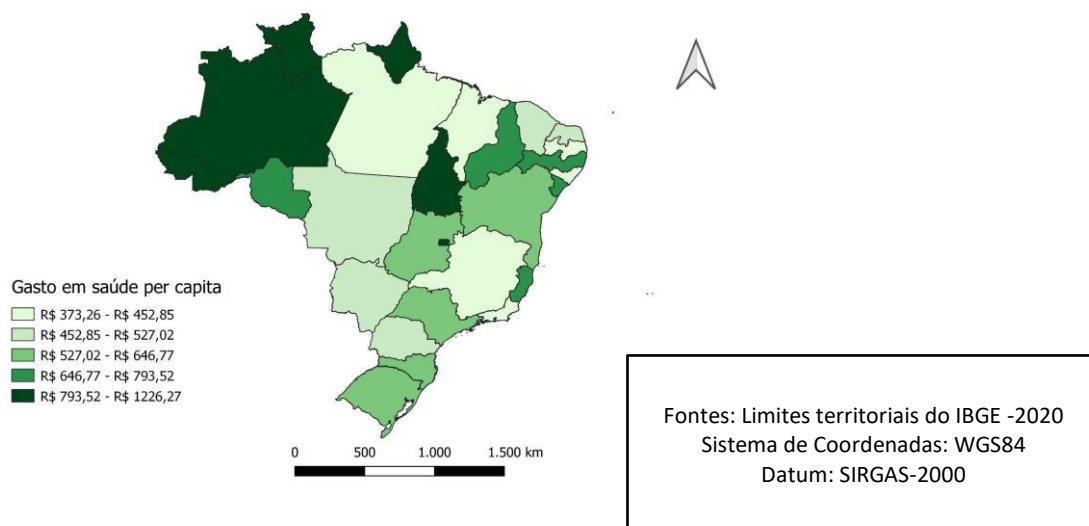 Gasto em saúde per capita
R$ 373,26 - R$ 452,85
R$ 452,85 - R$ 527,02
R$ 527,02 - R$ 646,77
R$ 646,77 - R$ 793,52
R$ 793,52 - R$ 1226,27
0 500 1.000 1.500 km
Fontes: Limites territoriais do IBGE -2020
Sistema de Coordenadas: WGS84
Datum: SIRGAS-2000